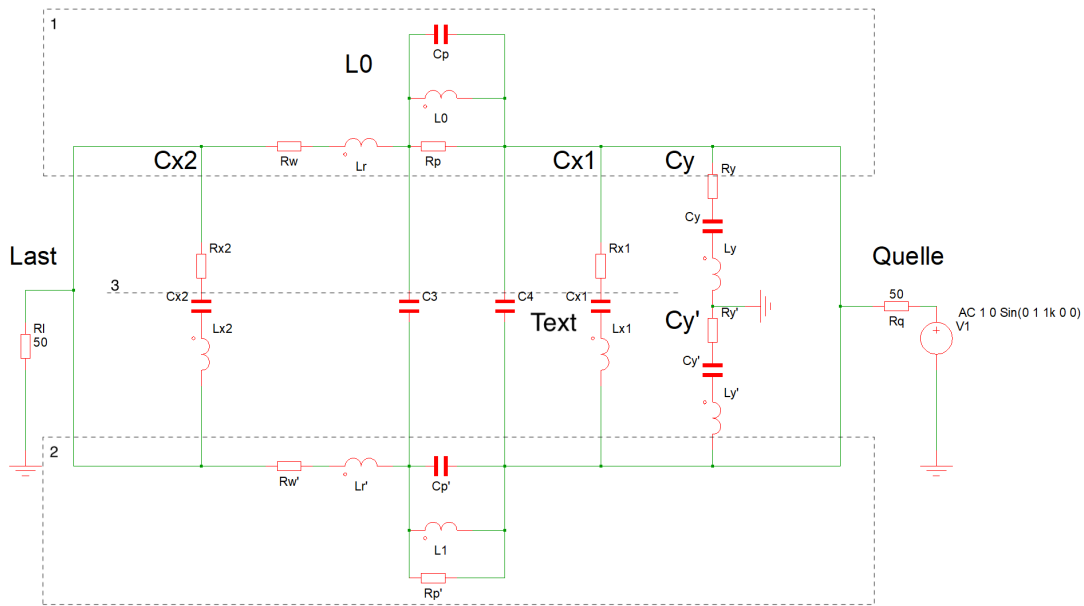 1
Cp
L0
L0
Cx2
Rw
Lr
Rp
Cx1
Cy
Ry
Cy
Ly
Last
Rx2
Rx1
Quelle
3
Cx2
C3
C4
Cx1
Text
Lx2
Lx1
Cy'
Ry'
Cy'
Ly'
Rl
50
50
Rq
AC 1 0 Sin(0 1 1k 0 0)
V1
2
Rw'
Lr'
Cp'
L1
Rp'